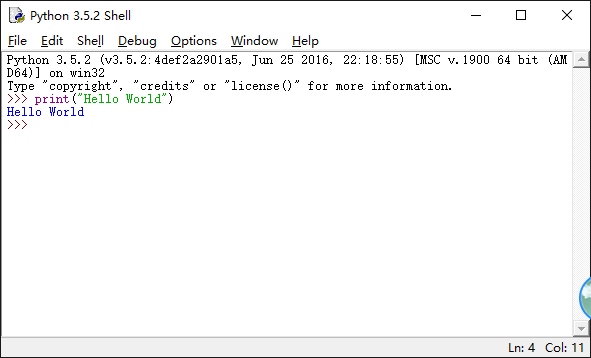 Python 3.5.2 Shell
File Edit Shell Debug Options Window Help
Python 3.5.2 (v3.5.2:4def2a2901a5, Jun 25 2016, 22:18:55) [MSC v.1900 64 bit (AM
D64)] on win32
Type "copyright", "credits" or "license()" for more information.
>>> print("Hello World")
Hello World
>>>
Ln: 4 Col: 11